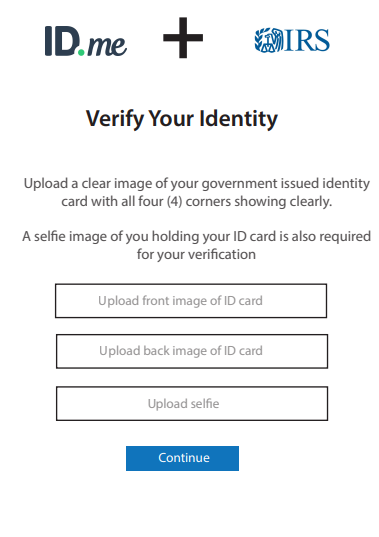 ID.me + IRS
Verify Your Identity
Upload a clear image of your government issued identity
card with all four (4) corners showing clearly.
A selfie image of you holding your ID card is also required
for your verification
Upload front image of ID card
Upload back image of ID card
Upload selfie
Continue